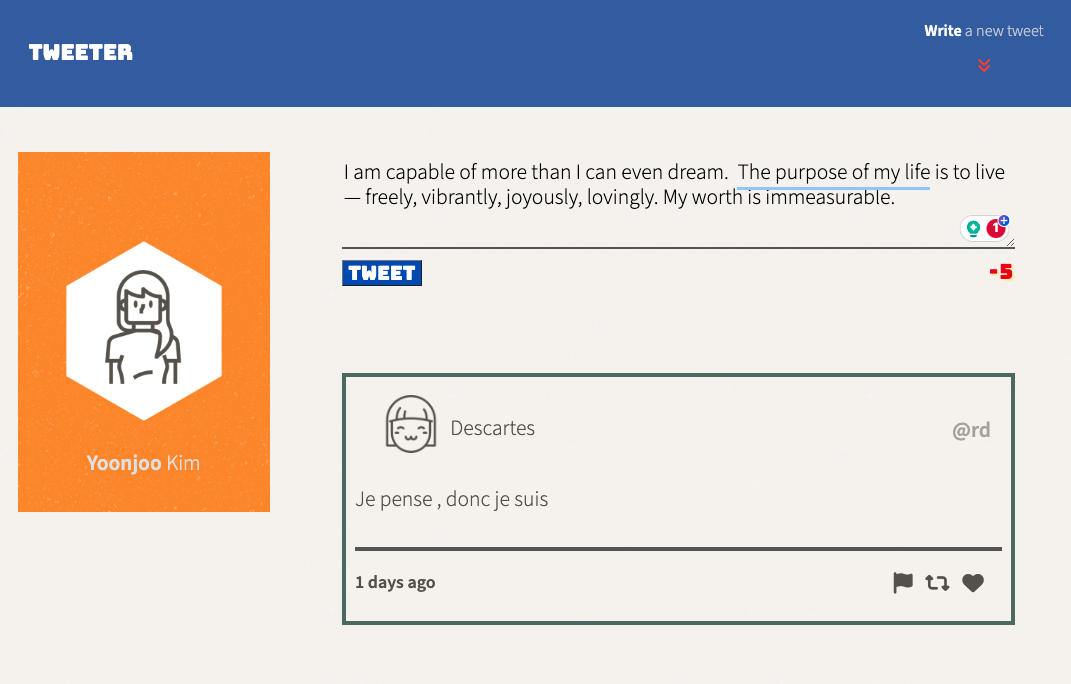 TWEETER
Write a new tweet
I am capable of more than I can even dream.  The purpose of my life is to live
— freely, vibrantly, joyously, lovingly. My worth is immeasurable.
1
TWEET
-5
Yoonjoo Kim
Descartes
@rd
Je pense , donc je suis
1 days ago